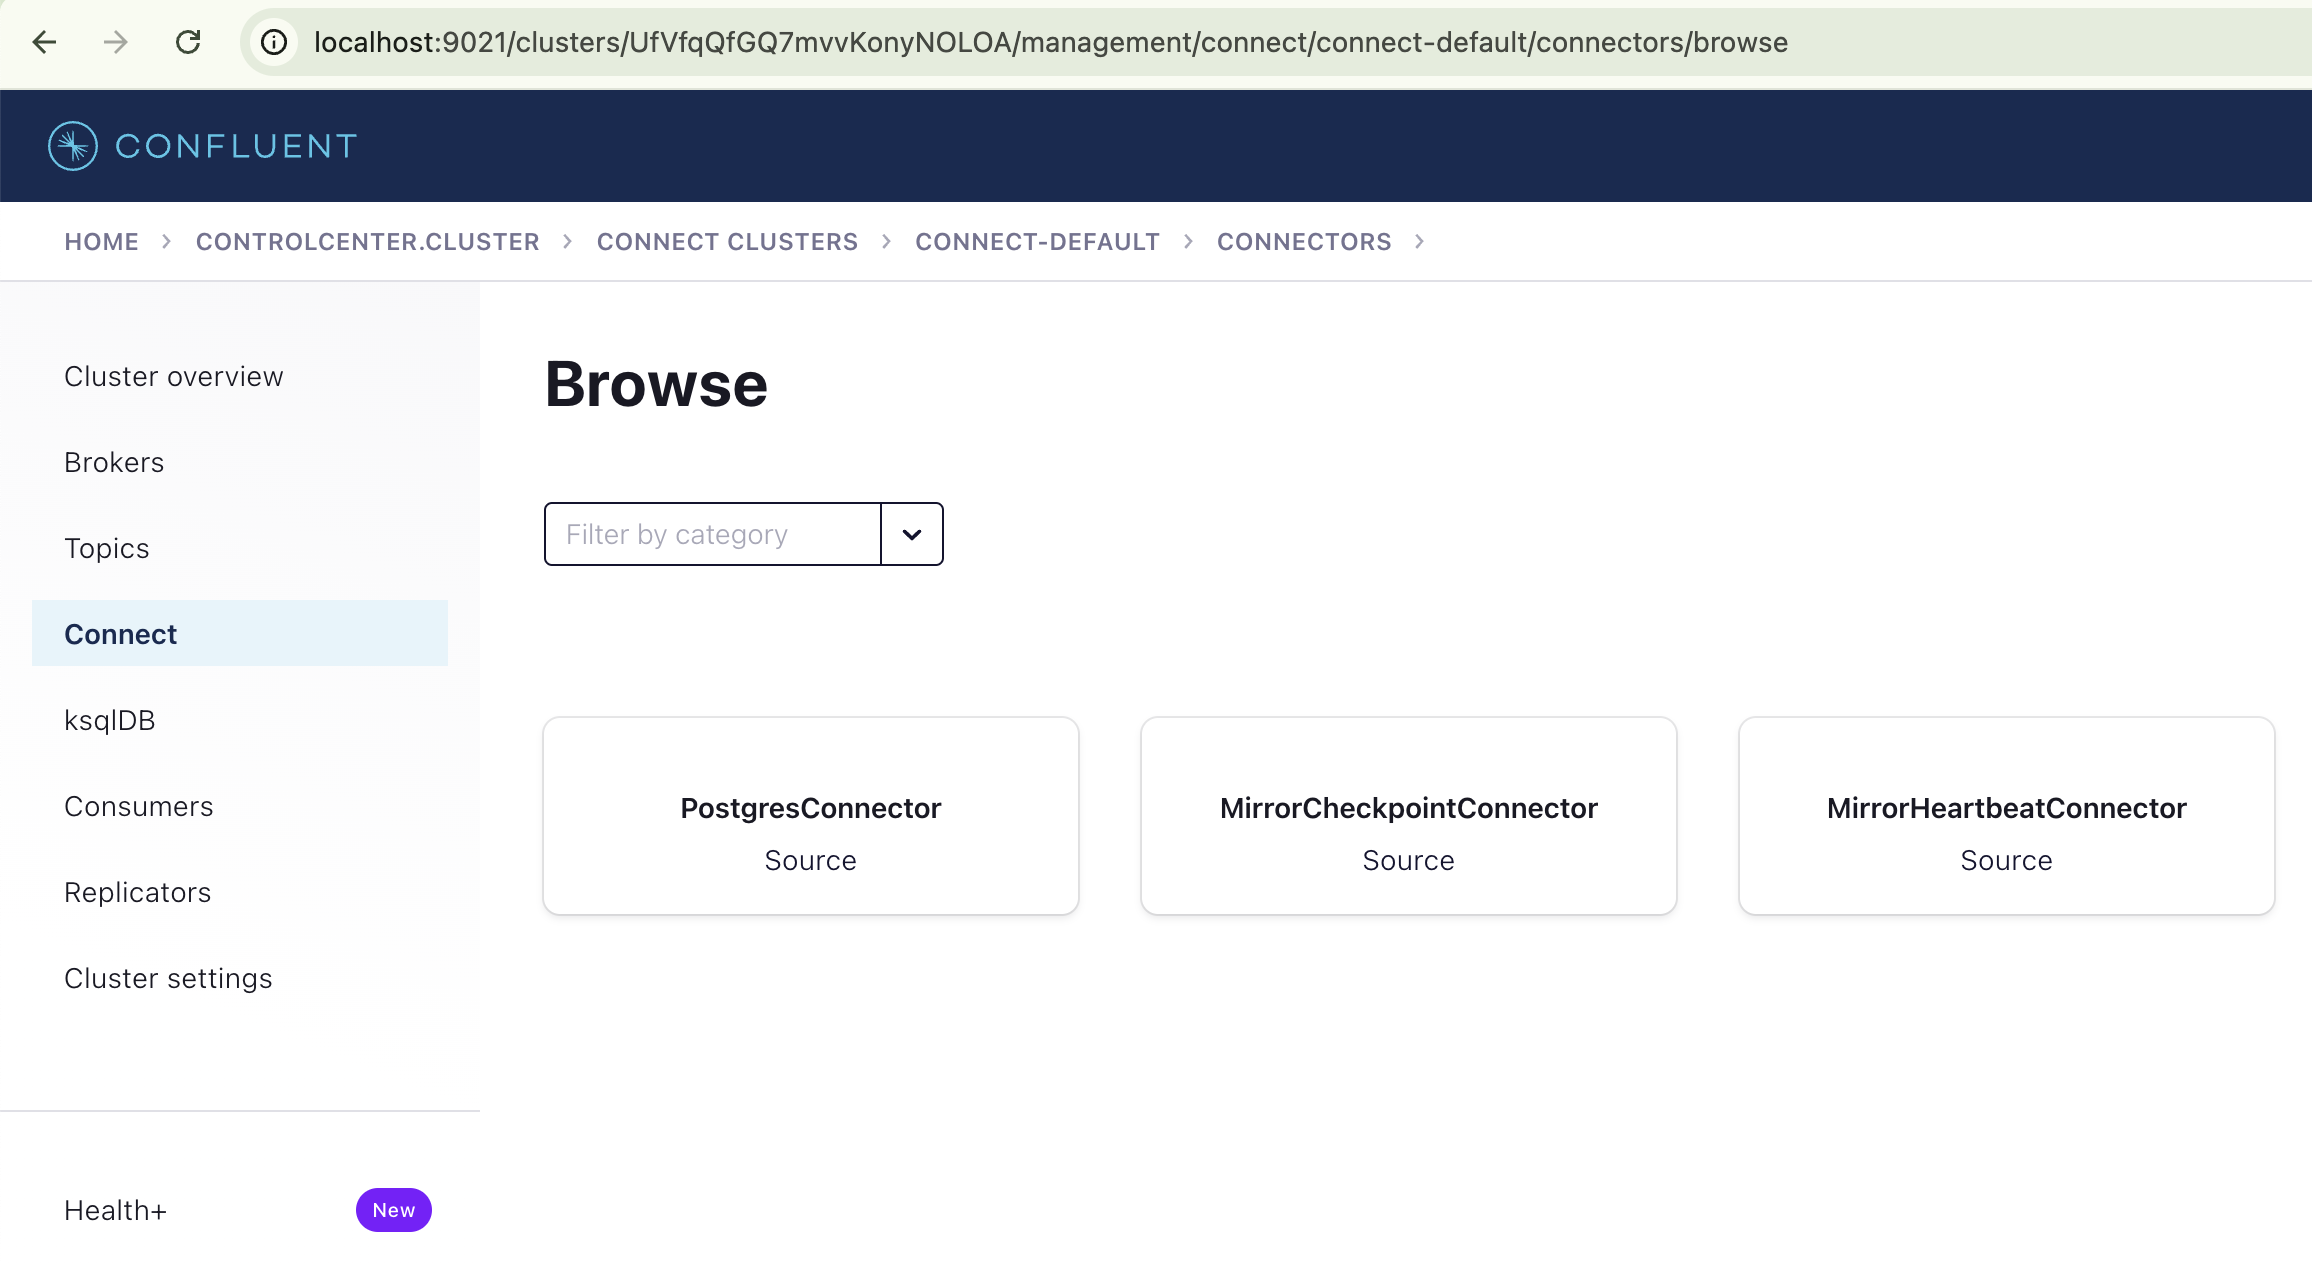 localhost:9021/clusters/UfVfqQfGQ7mvvKonyNOLOA/management/connect/connect-default/connectors/browse
CONFLUENT
HOME > CONTROLCENTER.CLUSTER > CONNECT CLUSTERS > CONNECT-DEFAULT > CONNECTORS >
Cluster overview
Brokers
Topics
Connect
ksqlDB
Consumers
Replicators
Cluster settings
Health+ New
Browse
Filter by category
PostgresConnector
Source
MirrorCheckpointConnector
Source
MirrorHeartbeatConnector
Source